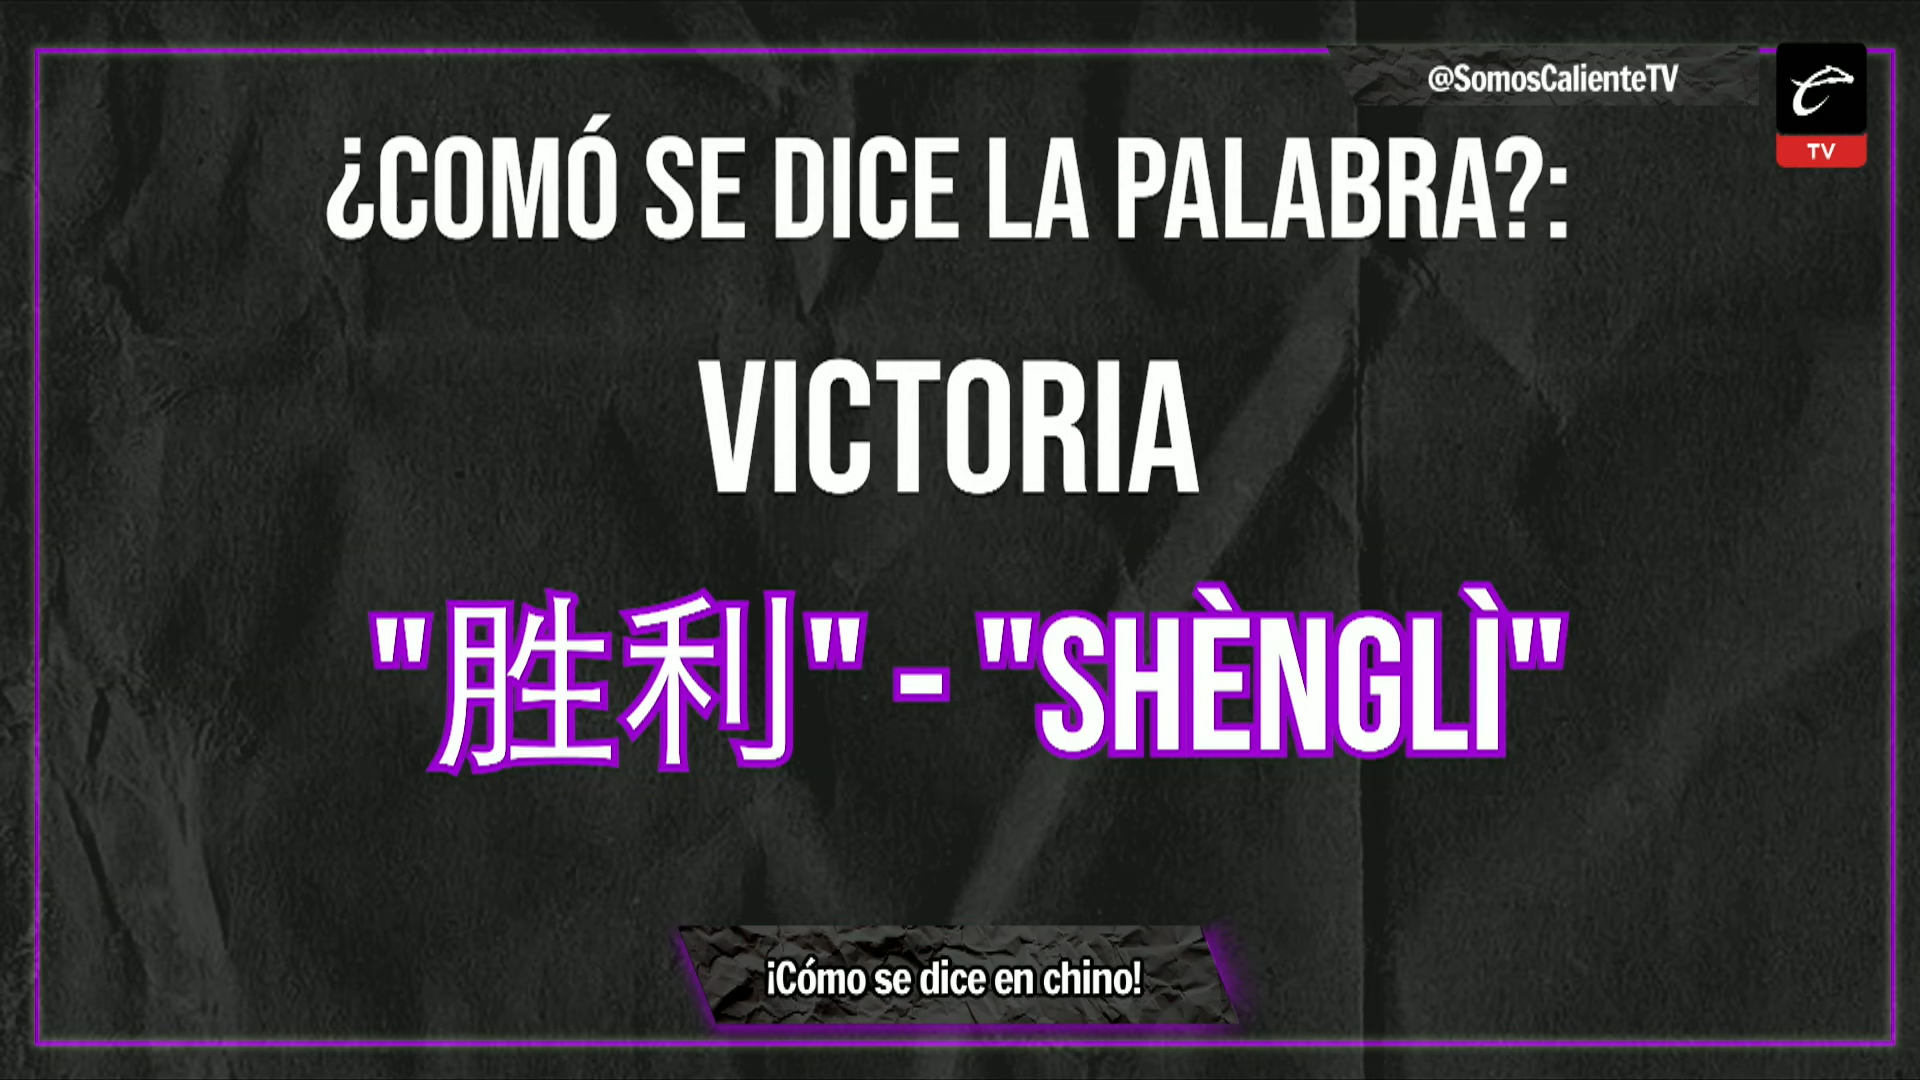 @SomosCalienteTV
TV
¿COMÓ SE DICE LA PALABRA?:
VICTORIA
"胜利" - "SHÈNGLÌ"
¡Cómo se dice en chino!